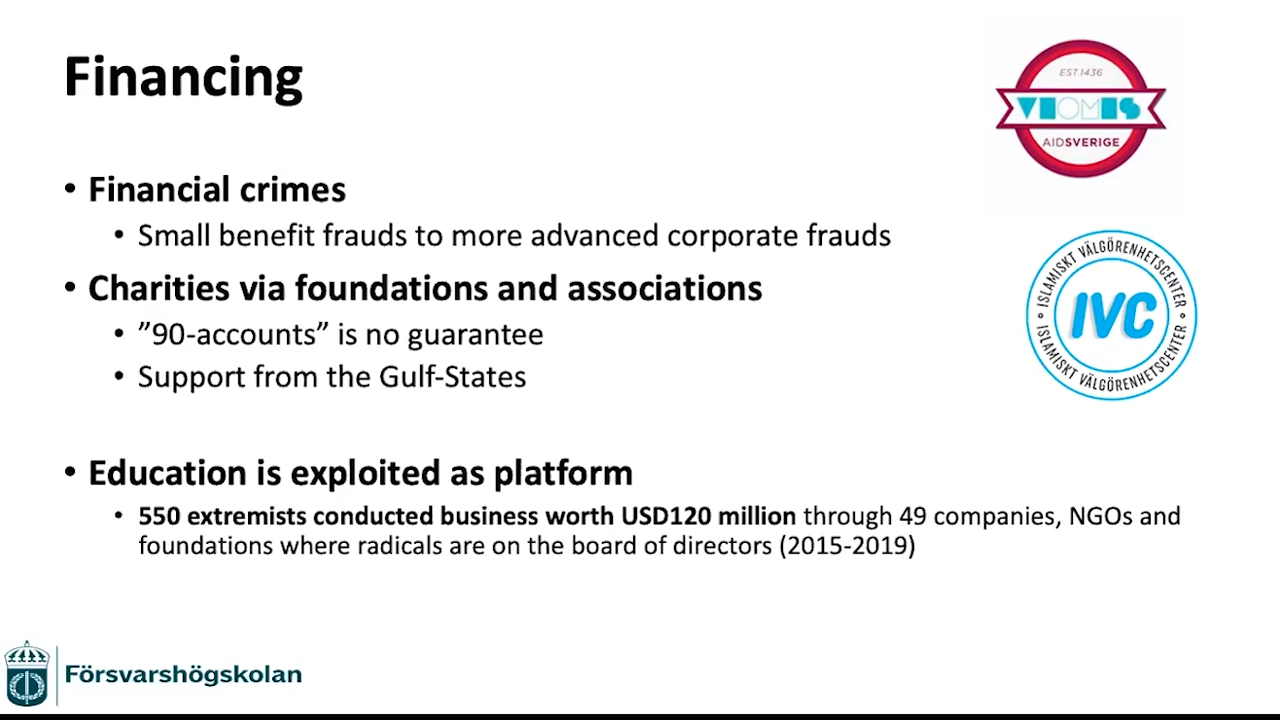 Financing
EST.1436
AIDSVERIGE
• Financial crimes
• Small benefit frauds to more advanced corporate frauds
• Charities via foundations and associations
• ”90-accounts” is no guarantee
• Support from the Gulf-States
• ISLAMISKT VÄLGÖRENHETSCENTER
IVC
• ISLAMISKT VÄLGÖRENHETSCENTER
• Education is exploited as platform
• 550 extremists conducted business worth USD120 million through 49 companies, NGOs and
foundations where radicals are on the board of directors (2015-2019)
Försvarshögskolan